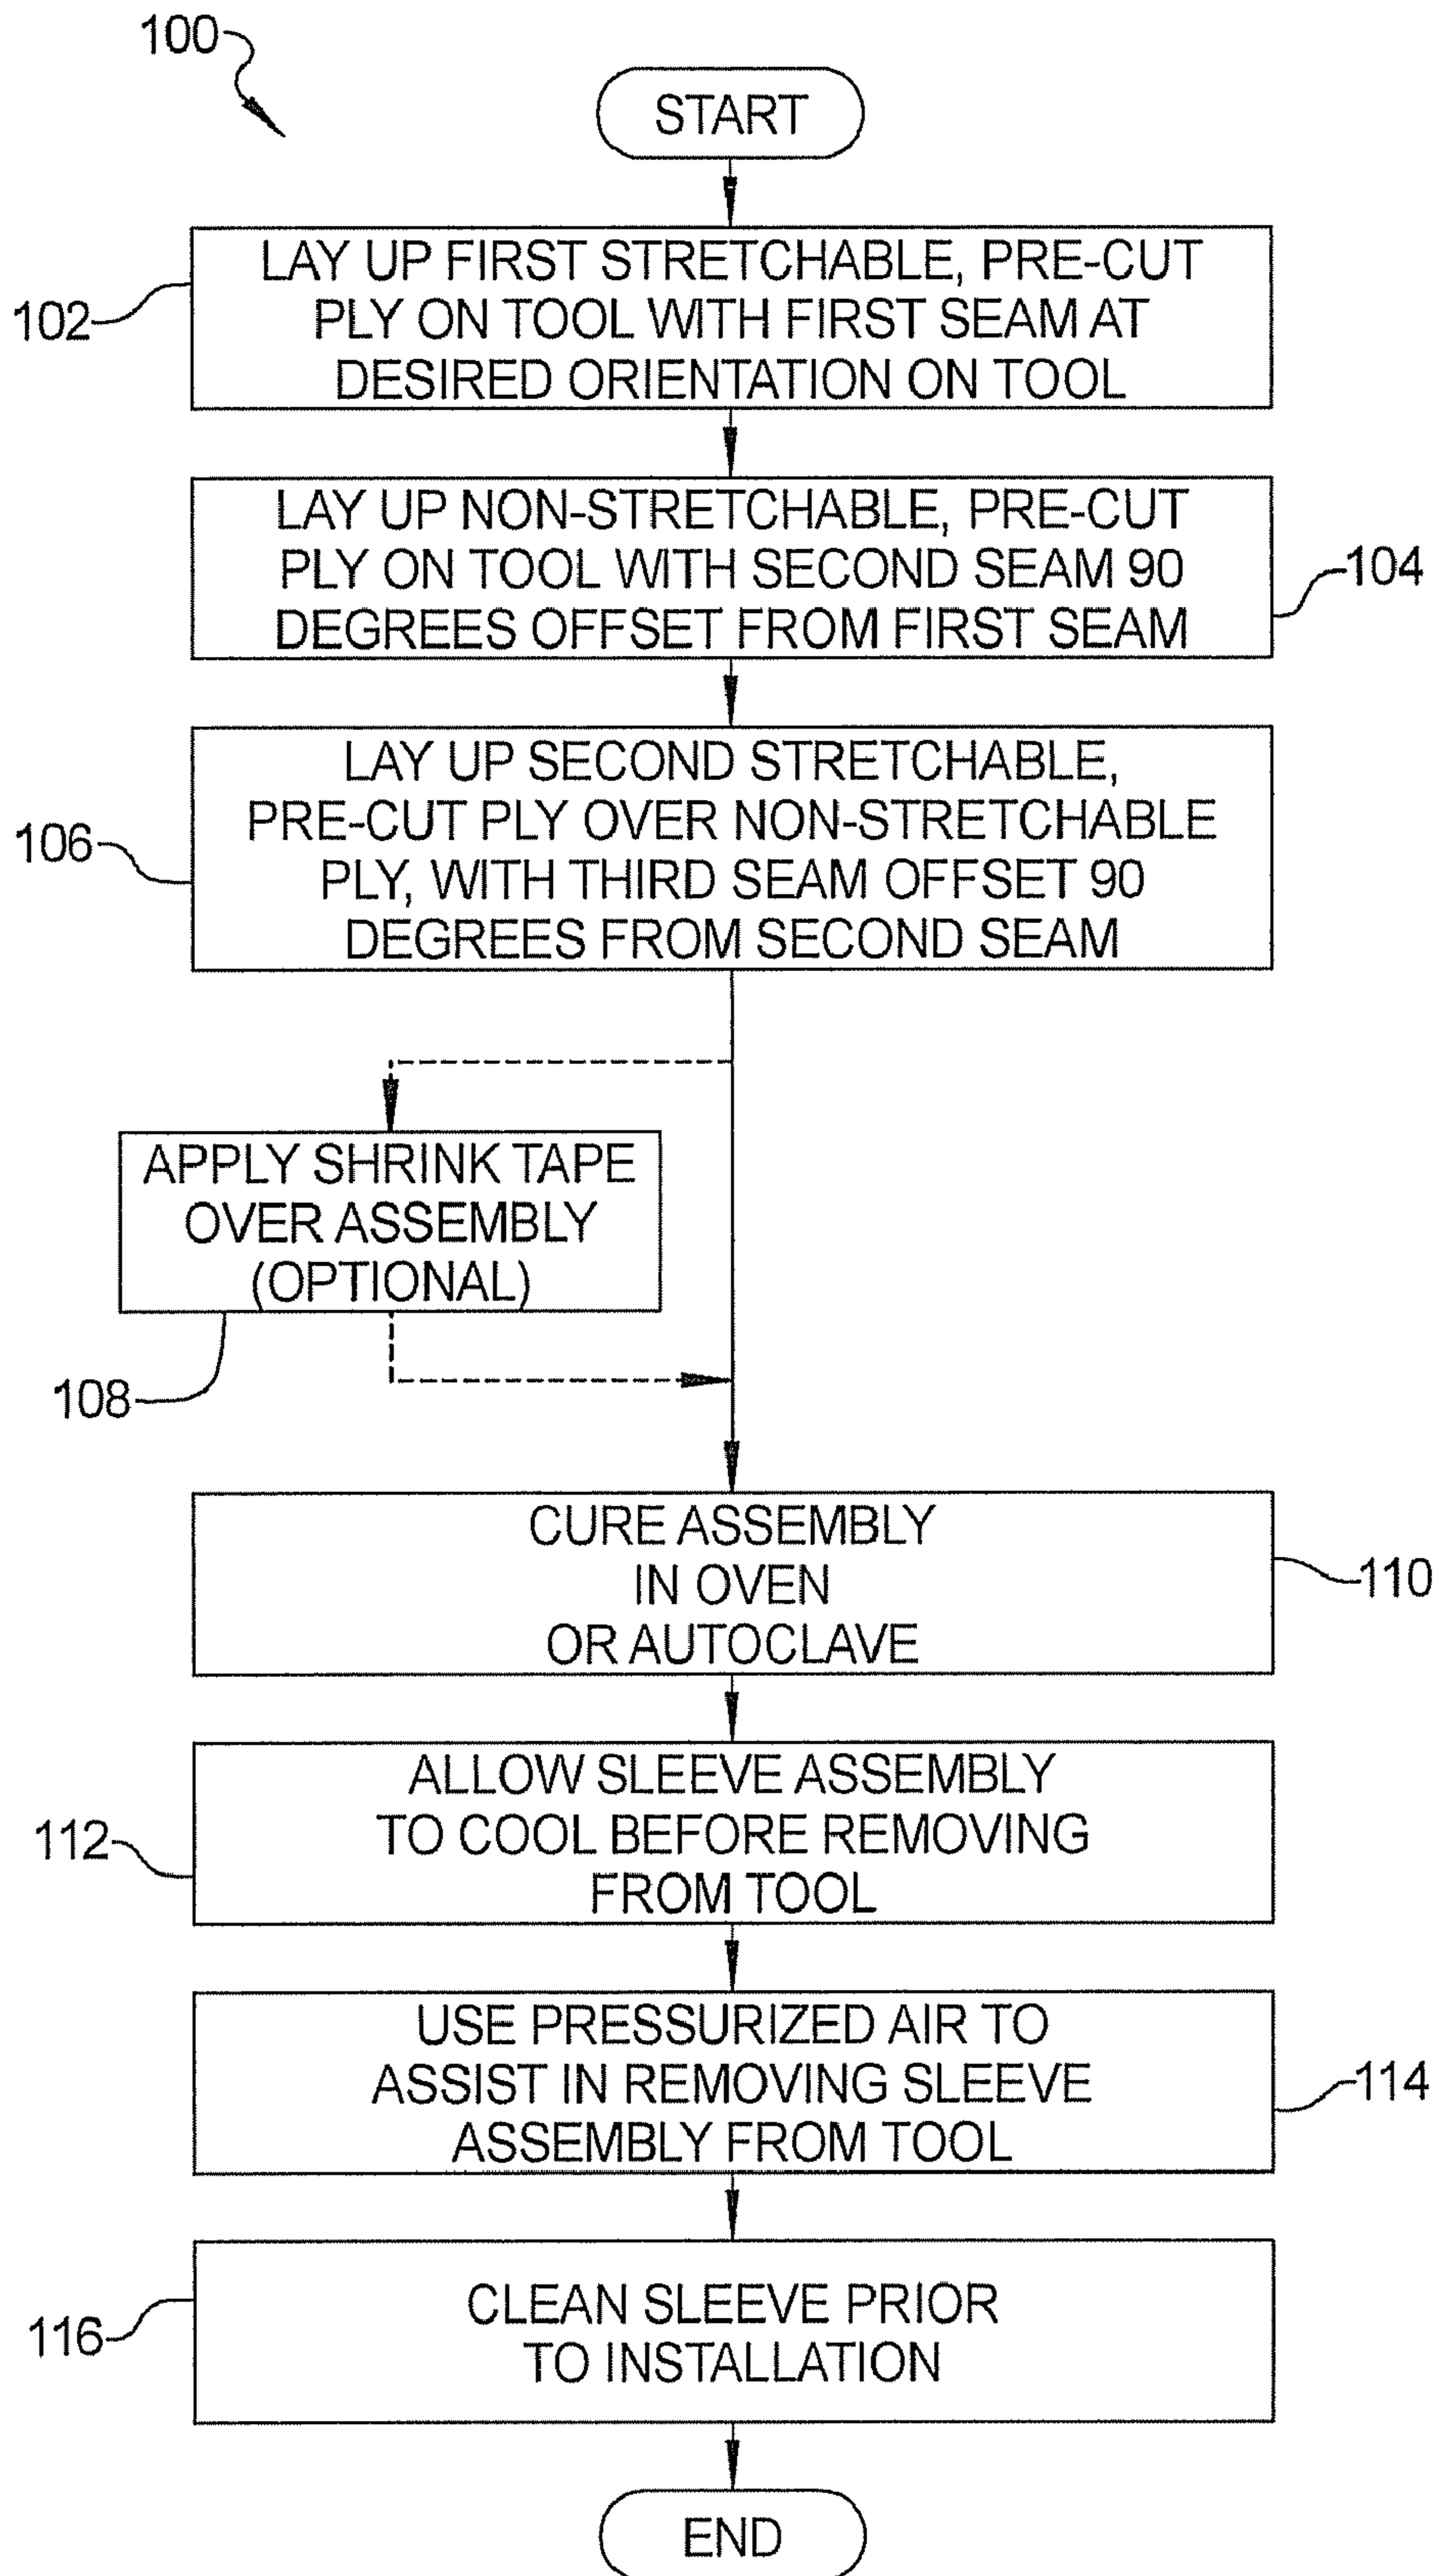 100
START
LAY UP FIRST STRETCHABLE, PRE-CUT
PLY ON TOOL WITH FIRST SEAM AT
DESIRED ORIENTATION ON TOOL
102
LAY UP NON-STRETCHABLE, PRE-CUT
PLY ON TOOL WITH SECOND SEAM 90
DEGREES OFFSET FROM FIRST SEAM
104
LAY UP SECOND STRETCHABLE,
PRE-CUT PLY OVER NON-STRETCHABLE
PLY, WITH THIRD SEAM OFFSET 90
DEGREES FROM SECOND SEAM
106
APPLY SHRINK TAPE
OVER ASSEMBLY
(OPTIONAL)
108
CURE ASSEMBLY
IN OVEN
OR AUTOCLAVE
110
ALLOW SLEEVE ASSEMBLY
TO COOL BEFORE REMOVING
FROM TOOL
112
USE PRESSURIZED AIR TO
ASSIST IN REMOVING SLEEVE
ASSEMBLY FROM TOOL
114
CLEAN SLEEVE PRIOR
TO INSTALLATION
116
END